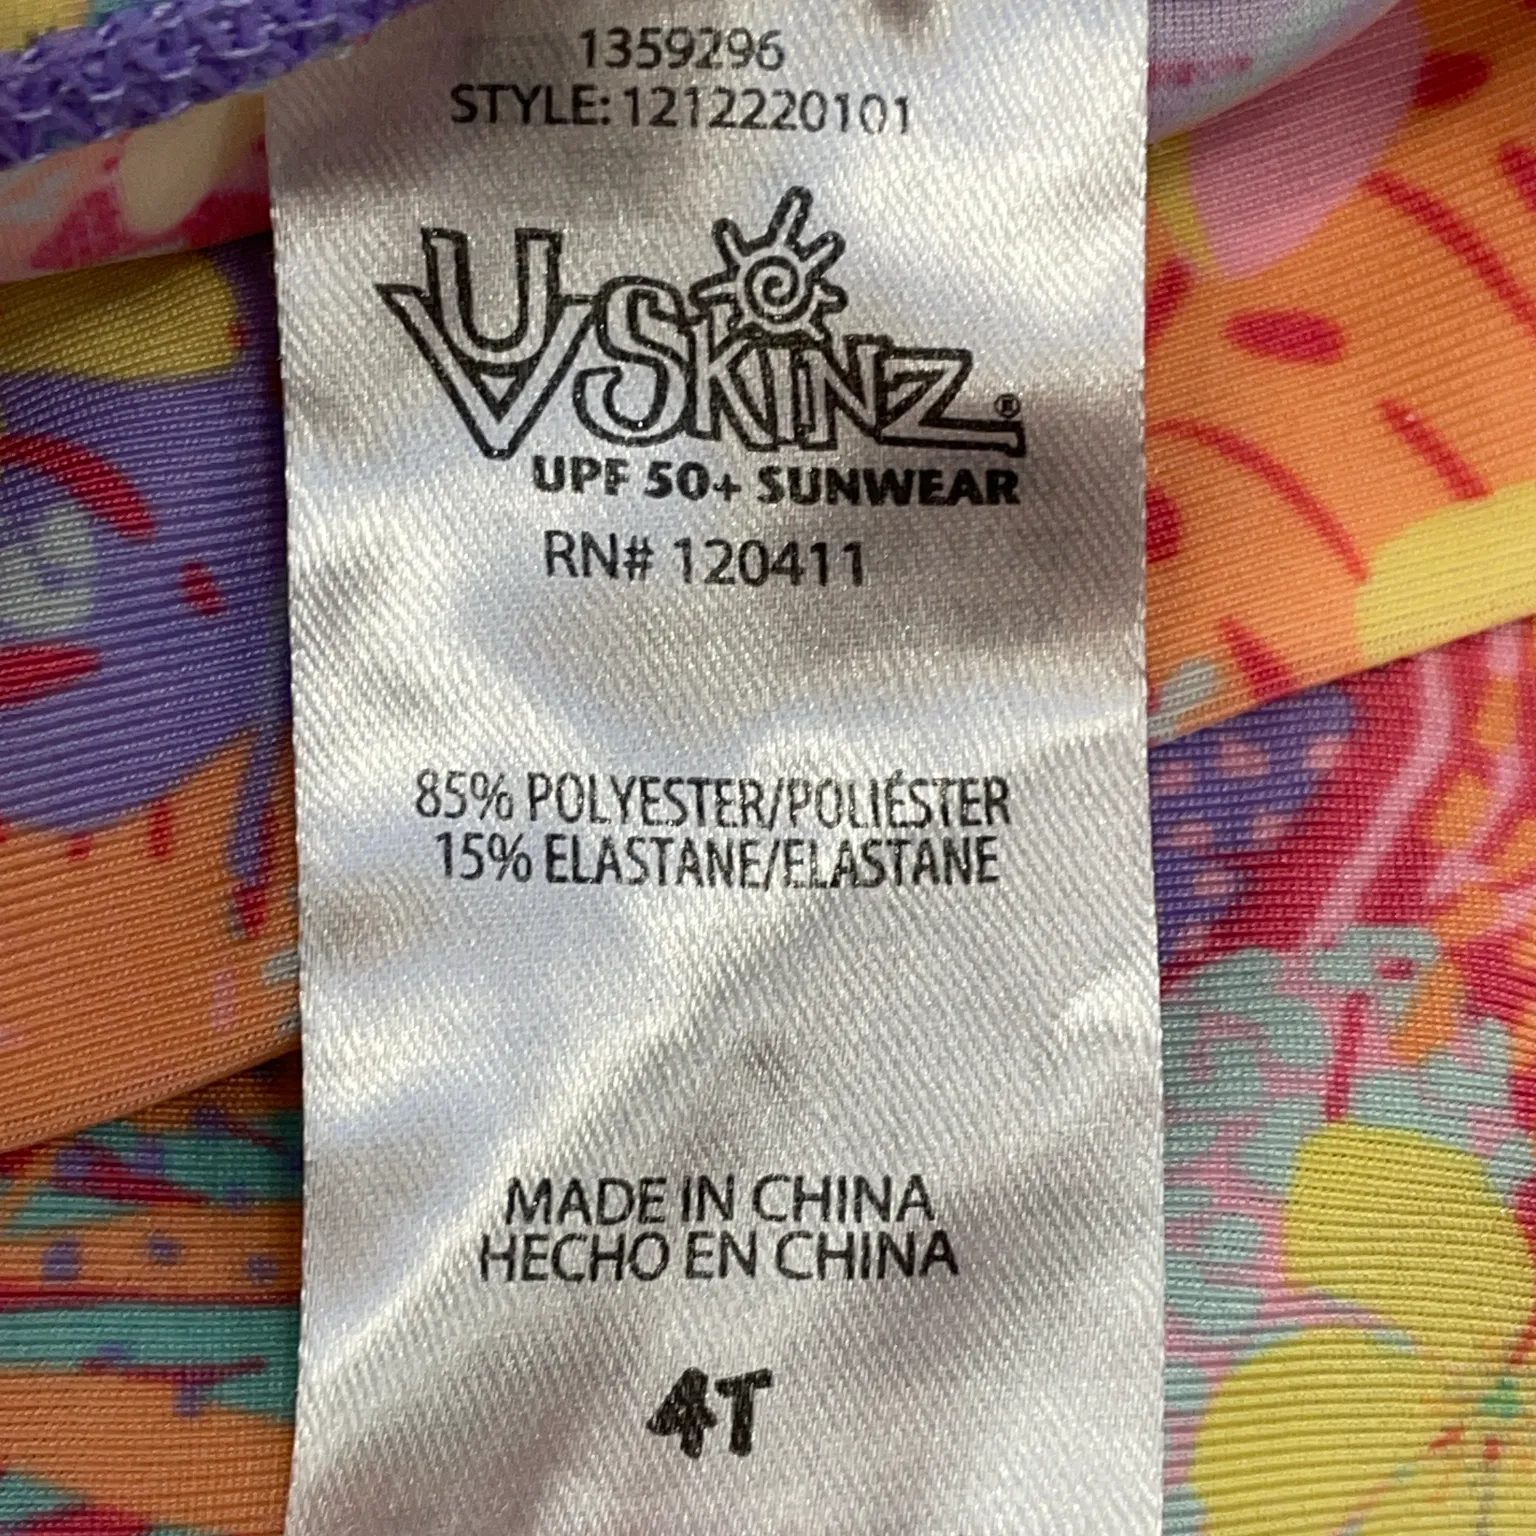 1359296
STYLE: 1212220101
UV SKINZ®
UPF 50+ SUNWEAR
RN# 120411
85% POLYESTER/POLIÉSTER
15% ELASTANE/ELASTANE
MADE IN CHINA
HECHO EN CHINA
4T